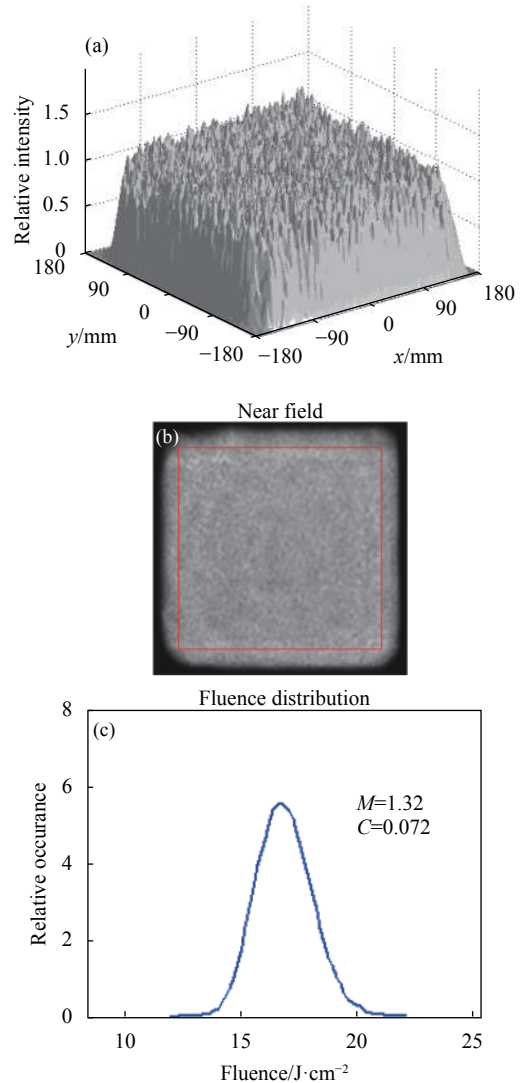 (a)
Relative intensity
1.5
1.0
0.5
0
180
90
0
−90
−180
y/mm
−180
−90
0
90
180
x/mm
Near field
(b)
Fluence distribution
(c)
8
6
4
2
0
Relative occurance
M=1.32
C=0.072
10 15 20 25
Fluence/J·cm⁻²